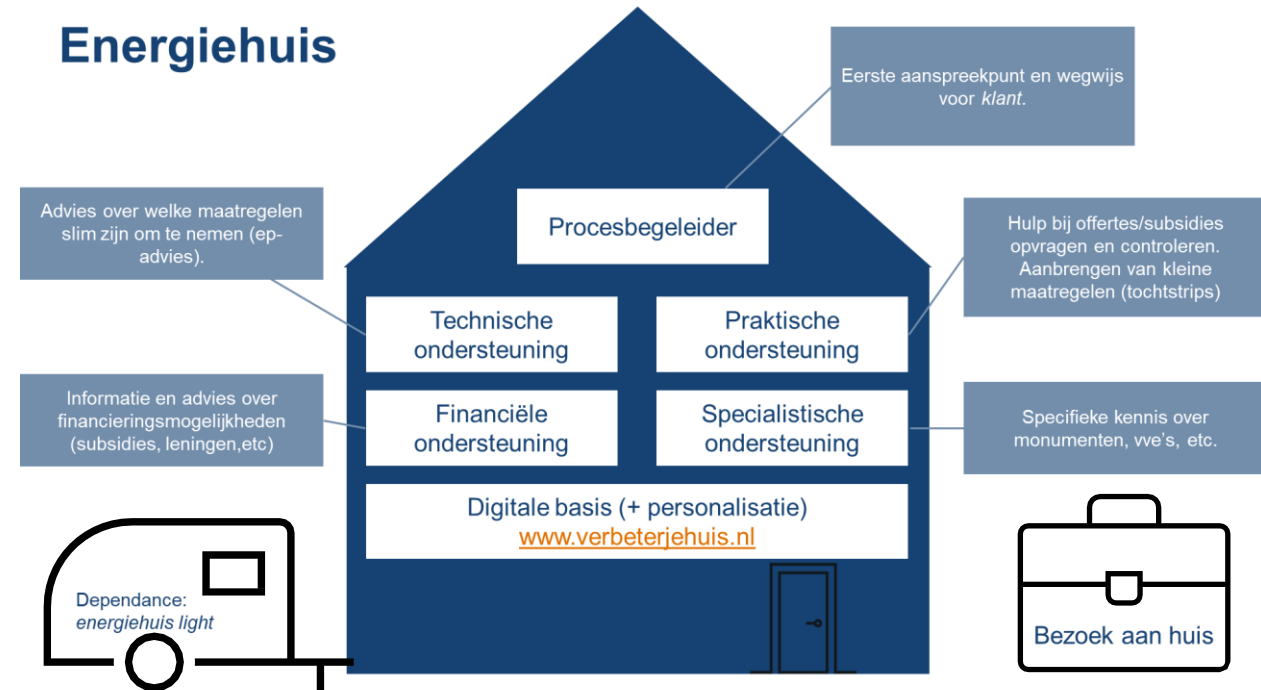 Energiehuis
Eerste aanspreekpunt en wegwijs
voor klant.
Procesbegeleider
Advies over welke maatregelen
slim zijn om te nemen (ep-
advies).
Hulp bij offertes/subsidies
opvragen en controleren.
Aanbrengen van kleine
maatregelen (tochtstrips)
Technische
ondersteuning
Praktische
ondersteuning
Informatie en advies over
financieringsmogelijkheden
(subsidies, leningen,etc)
Financiële
ondersteuning
Specialistische
ondersteuning
Specifieke kennis over
monumenten, vve's, etc.
Digitale basis (+ personalisatie)
www.verbeterjehuis.nl
Dependance:
energiehuis light
Bezoek aan huis